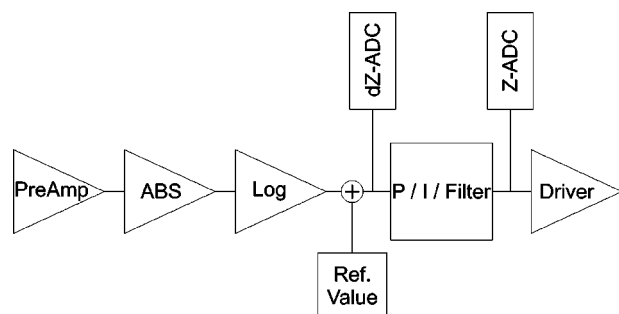 dZ-ADC
Z-ADC
PreAmp
ABS
Log
+
P / I / Filter
Driver
Ref.
Value